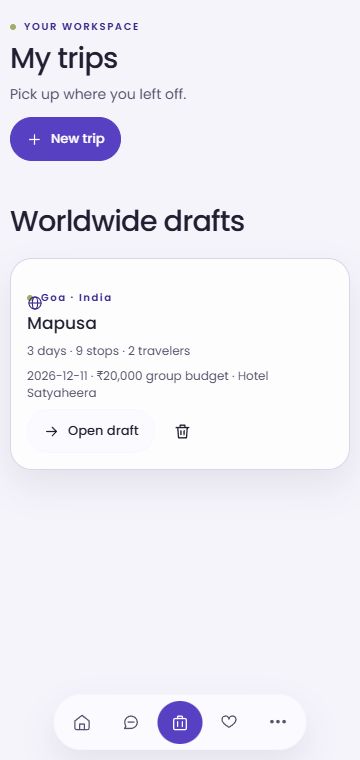 YOUR WORKSPACE
My trips
Pick up where you left off.
New trip
Worldwide drafts
Goa · India
Mapusa
3 days · 9 stops · 2 travelers
2026-12-11 · ₹20,000 group budget · Hotel
Satyaheera
Open draft